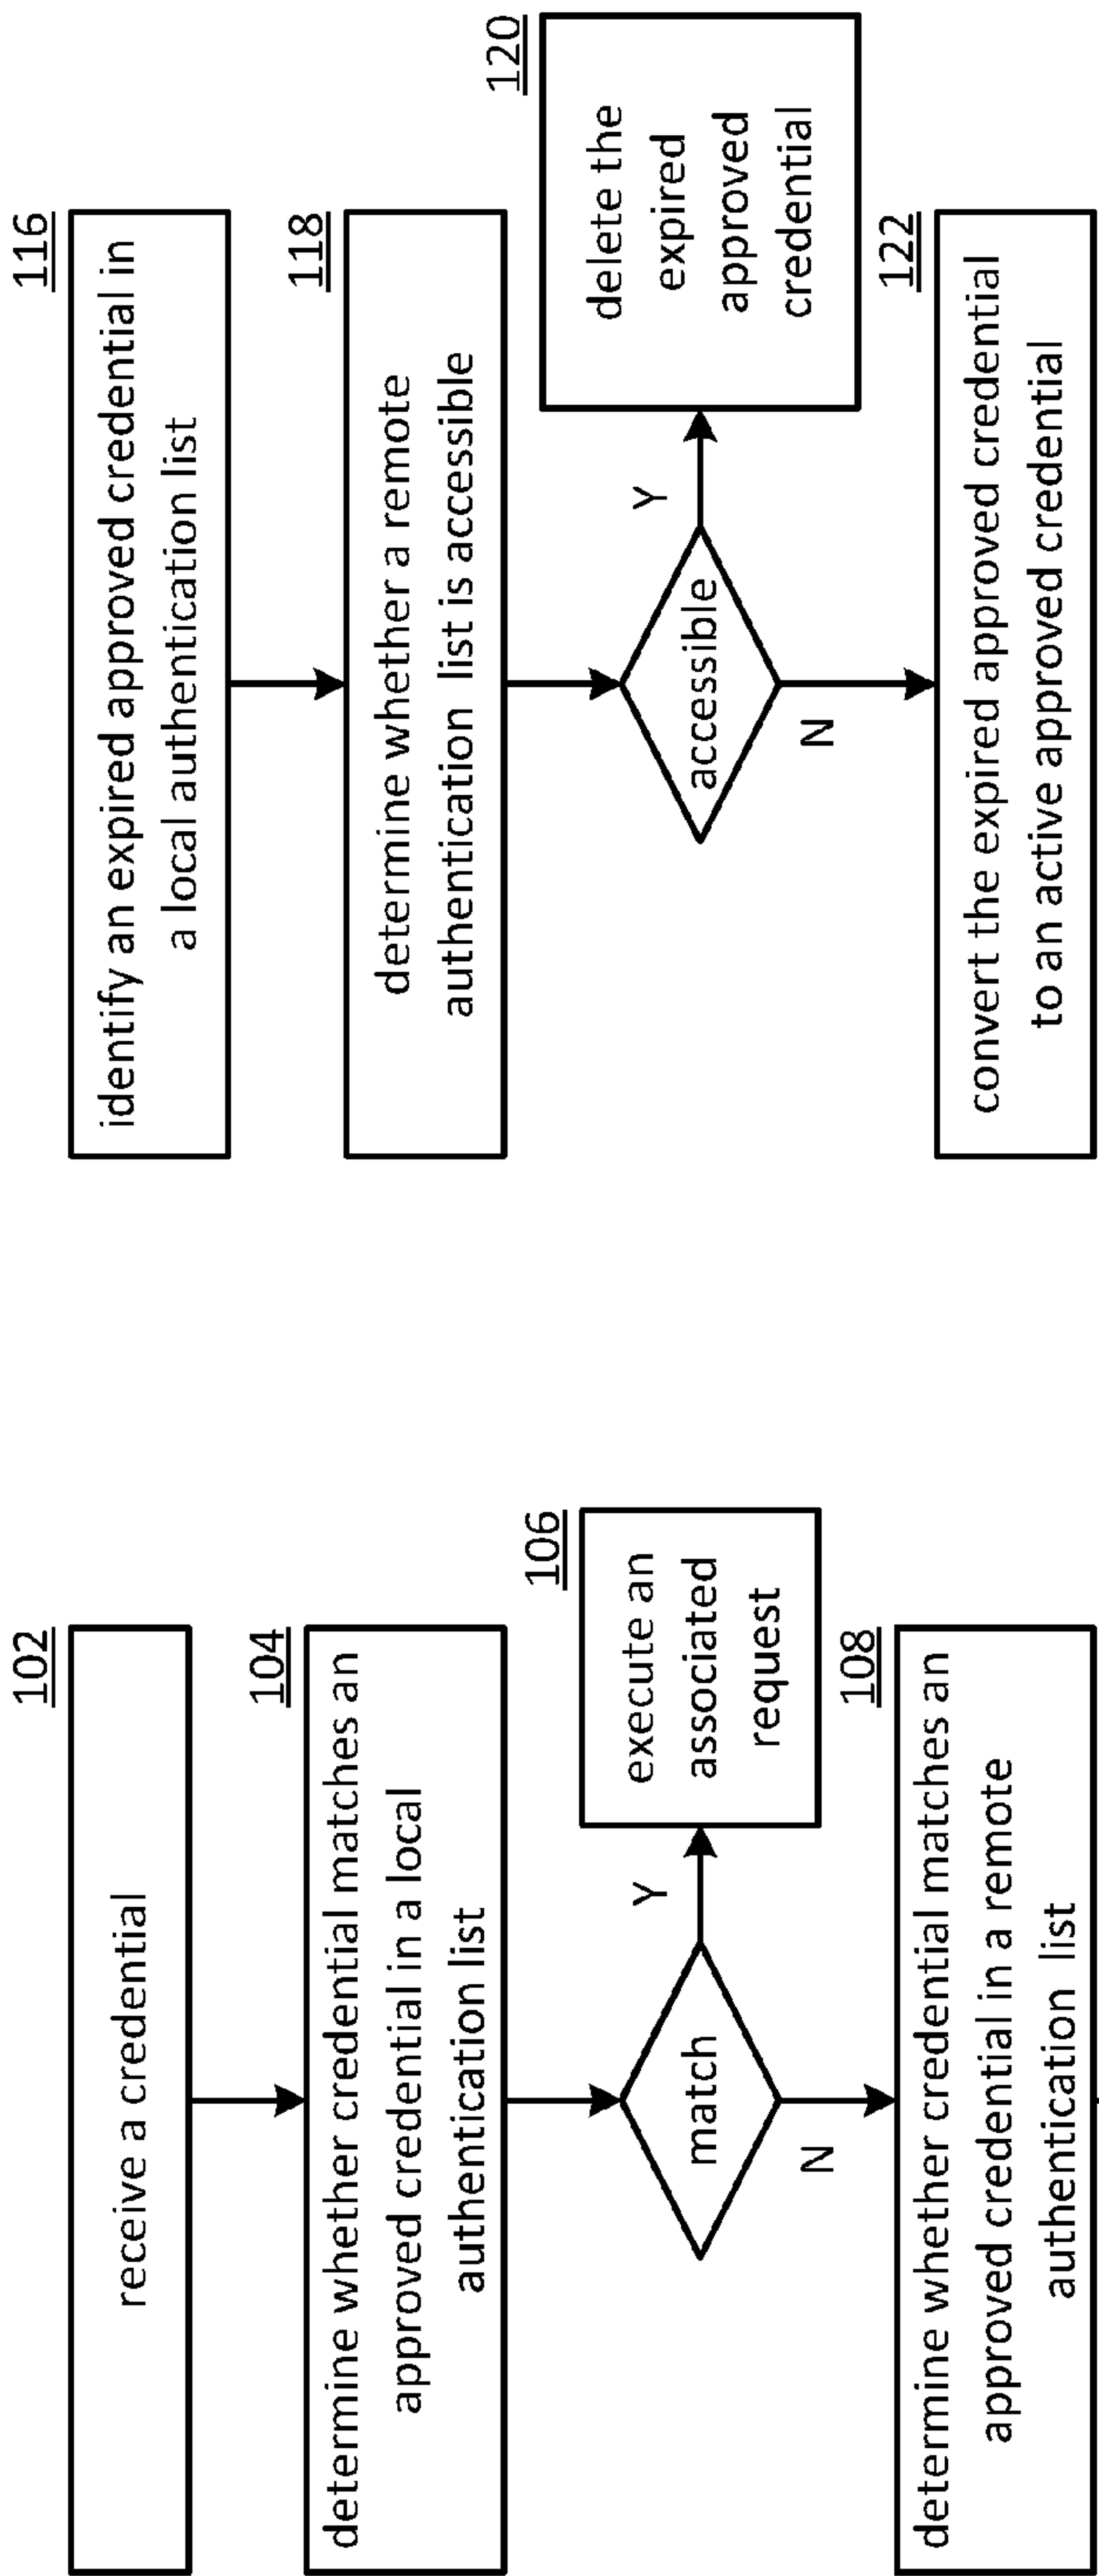 102
receive a credential
104
determine whether credential matches an
approved credential in a local
authentication list
match
Y
106
execute an
associated
request
N
108
determine whether credential matches an
approved credential in a remote
authentication list
116
identify an expired approved credential in
a local authentication list
118
determine whether a remote
authentication list is accessible
accessible
Y
120
delete the
expired
approved
credential
N
122
convert the expired approved credential
to an active approved credential